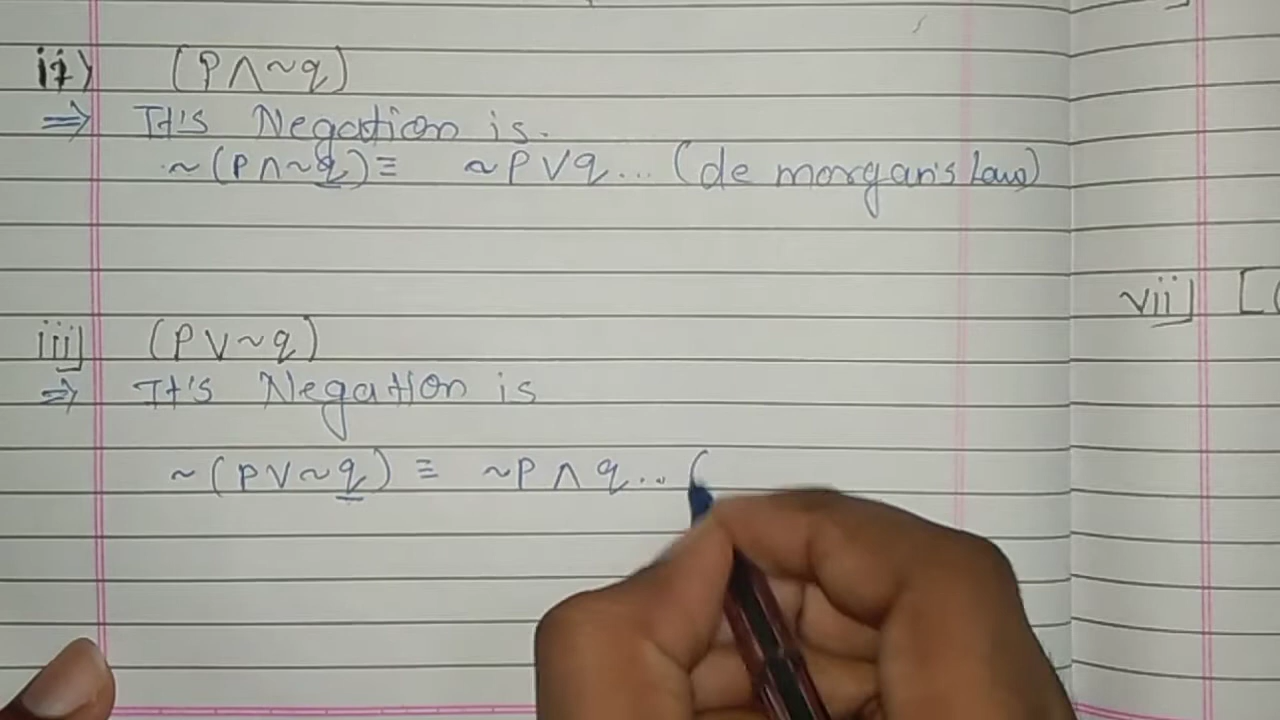 ii) (P∧~q)
⇒ It's Negation is.
~(P∧~q)≡ ~P∨q... (de morgan's law)
iii] (P∨~q)
⇒ It's Negation is
~(P∨~q) ≡ ~P∧q... (
vii] [(